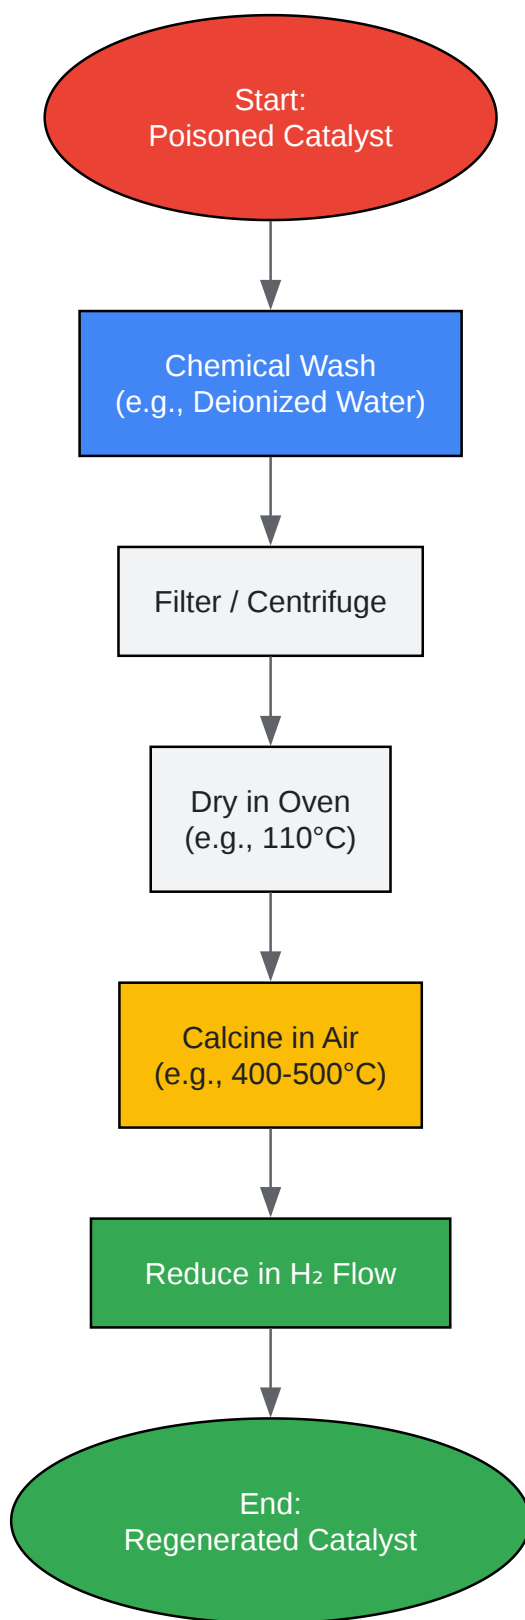 Start:
Poisoned Catalyst
Chemical Wash
(e.g., Deionized Water)
Filter / Centrifuge
Dry in Oven
(e.g., 110°C)
Calcine in Air
(e.g., 400-500°C)
Reduce in H₂ Flow
End:
Regenerated Catalyst